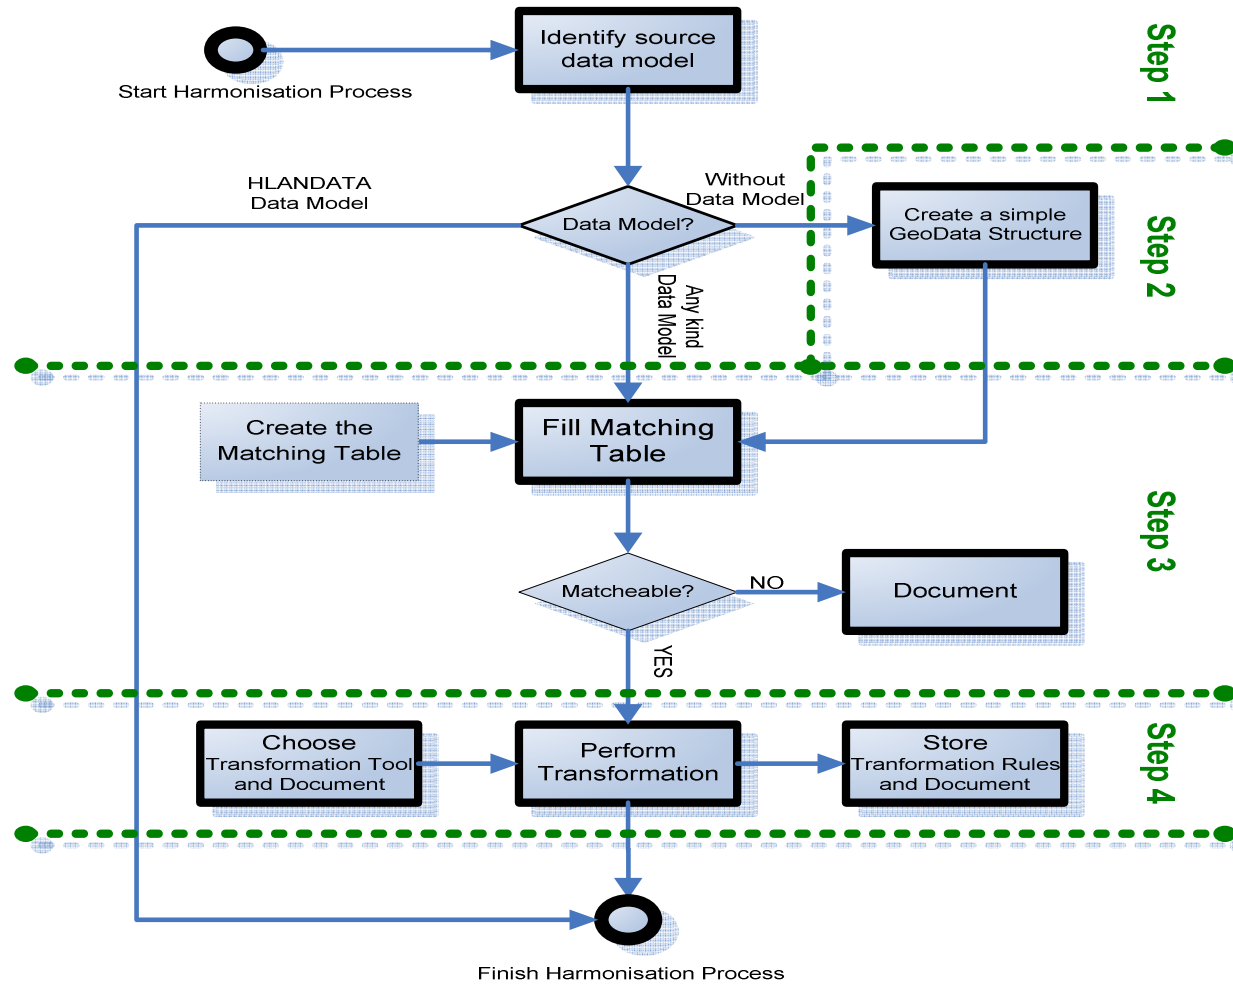 Identify source
data model
Start Harmonisation Process
Step 1
HLANDATA
Data Model
Data Model?
Without
Data Model
Create a simple
GeoData Structure
Step 2
Any kind
Data Model
Create the
Matching Table
Fill Matching
Table
Step 3
Matcheable?
NO
Document
YES
Choose
Transformation Tool
and Document
Perform
Transformation
Store
Tranformation Rules
and Document
Step 4
Finish Harmonisation Process